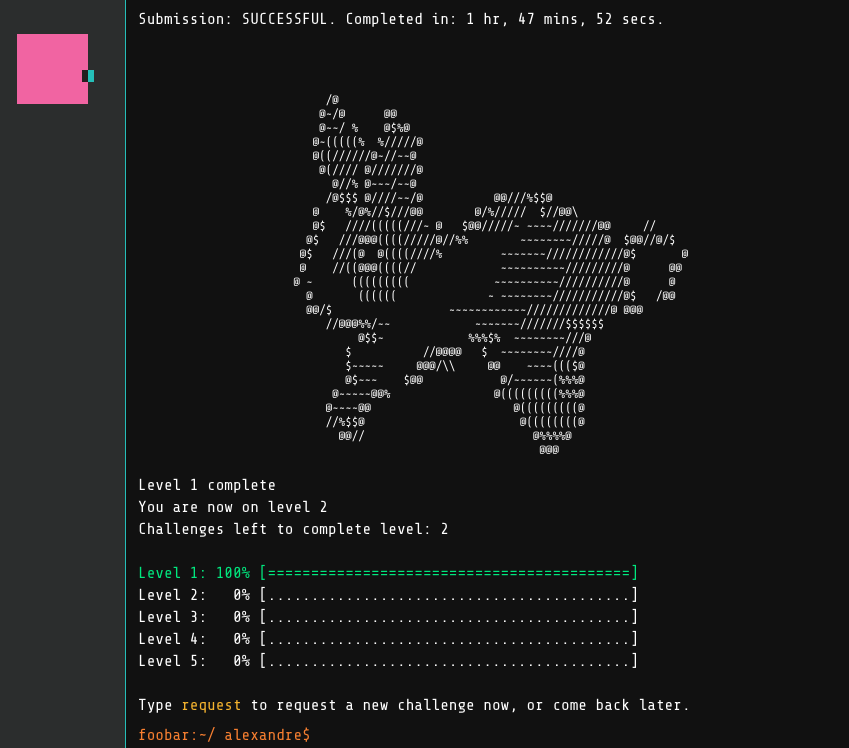 Submission: SUCCESSFUL. Completed in: 1 hr, 47 mins, 52 secs.
Level 1 complete
You are now on level 2
Challenges left to complete level: 2
Level 1: 100% [==========================================]
Level 2:   0% [..........................................]
Level 3:   0% [..........................................]
Level 4:   0% [..........................................]
Level 5:   0% [..........................................]
Type request to request a new challenge now, or come back later.
foobar:~/ alexandre$